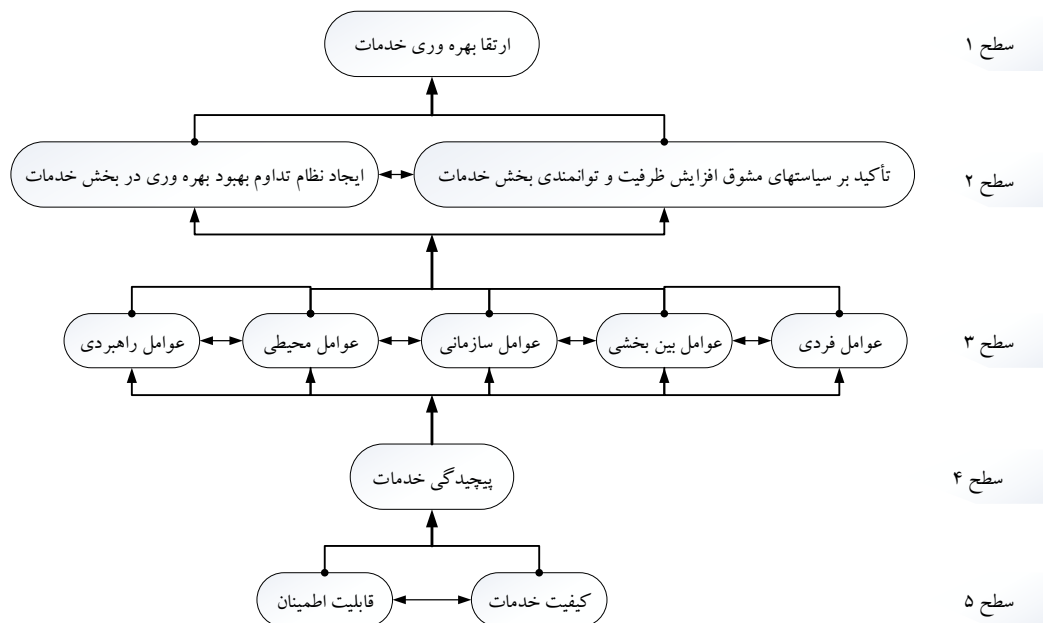 سطح ۱
ارتقا بهره وری خدمات
سطح ۲
تأکید بر سیاستهای مشوق افزایش ظرفیت و توانمندی بخش خدمات
ایجاد نظام تداوم بهبود بهره وری در بخش خدمات
سطح ۳
عوامل فردی
عوامل بین بخشی
عوامل سازمانی
عوامل محیطی
عوامل راهبردی
سطح ۴
پیچیدگی خدمات
سطح ۵
کیفیت خدمات
قابلیت اطمینان